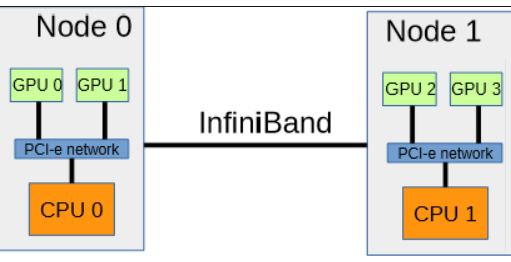 Node 0
GPU 0
GPU 1
PCI-e network
CPU 0
InfiniBand
Node 1
GPU 2
GPU 3
PCI-e network
CPU 1